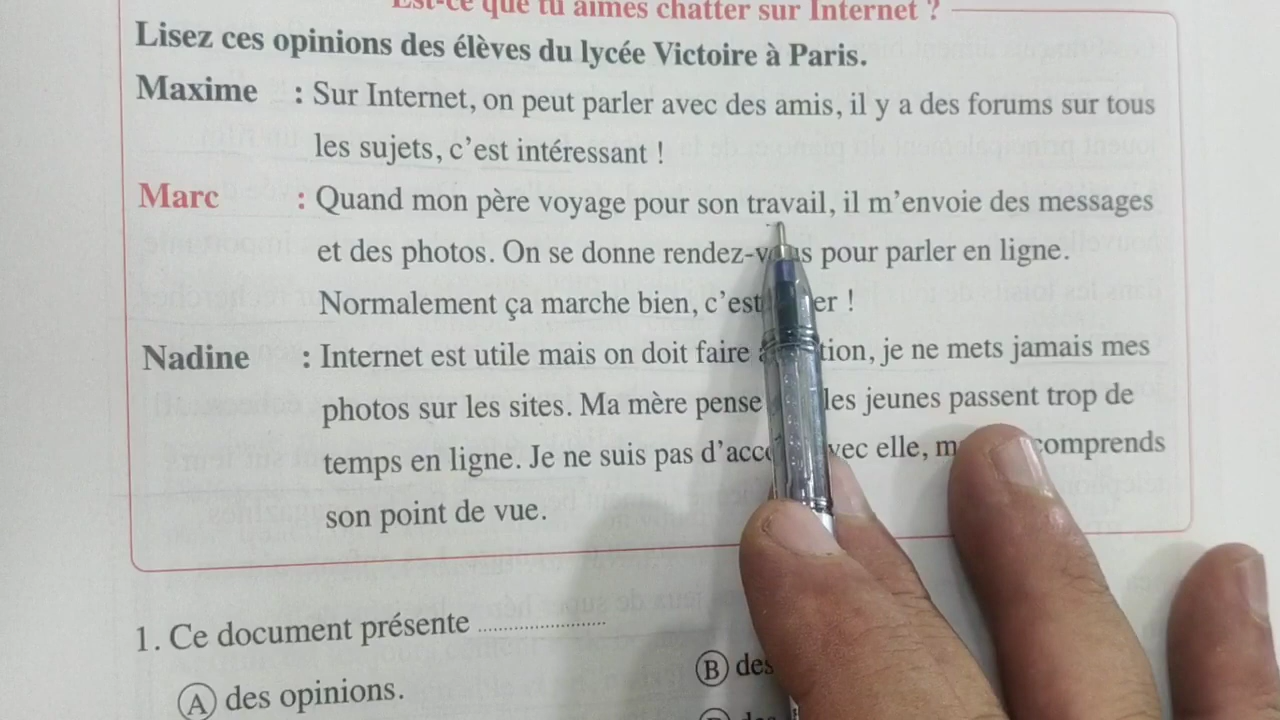 Est-ce que tu aimes chatter sur Internet ?
Lisez ces opinions des élèves du lycée Victoire à Paris.
Maxime : Sur Internet, on peut parler avec des amis, il y a des forums sur tous
les sujets, c'est intéressant !
Marc : Quand mon père voyage pour son travail, il m'envoie des messages
et des photos. On se donne rendez-vous pour parler en ligne.
Normalement ça marche bien, c'est !
Nadine : Internet est utile mais on doit faire, je ne mets jamais mes
photos sur les sites. Ma mère pense les jeunes passent trop de
temps en ligne. Je ne suis pas avec elle, comprends
son point de vue.
1. Ce document présente ........................
A des opinions.
B des